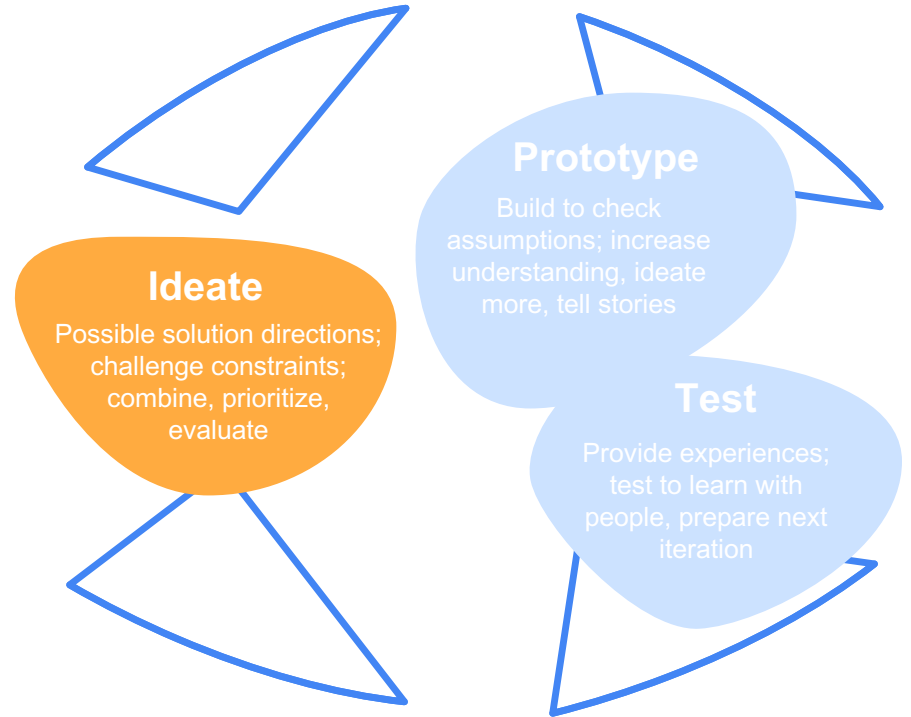 Ideate
Possible solution directions;
challenge constraints;
combine, prioritize,
evaluate
Prototype
Build to check
assumptions; increase
understanding, ideate
more, tell stories
Test
Provide experiences;
test to learn with
people, prepare next
iteration